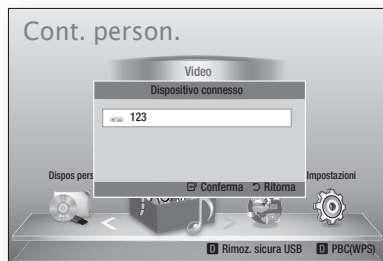 Cont. person.
Video
Dispositivo connesso
123
Dispos pers
Impostazioni
Conferma Ritorna
D Rimoz. sicura USB D PBC(WPS)